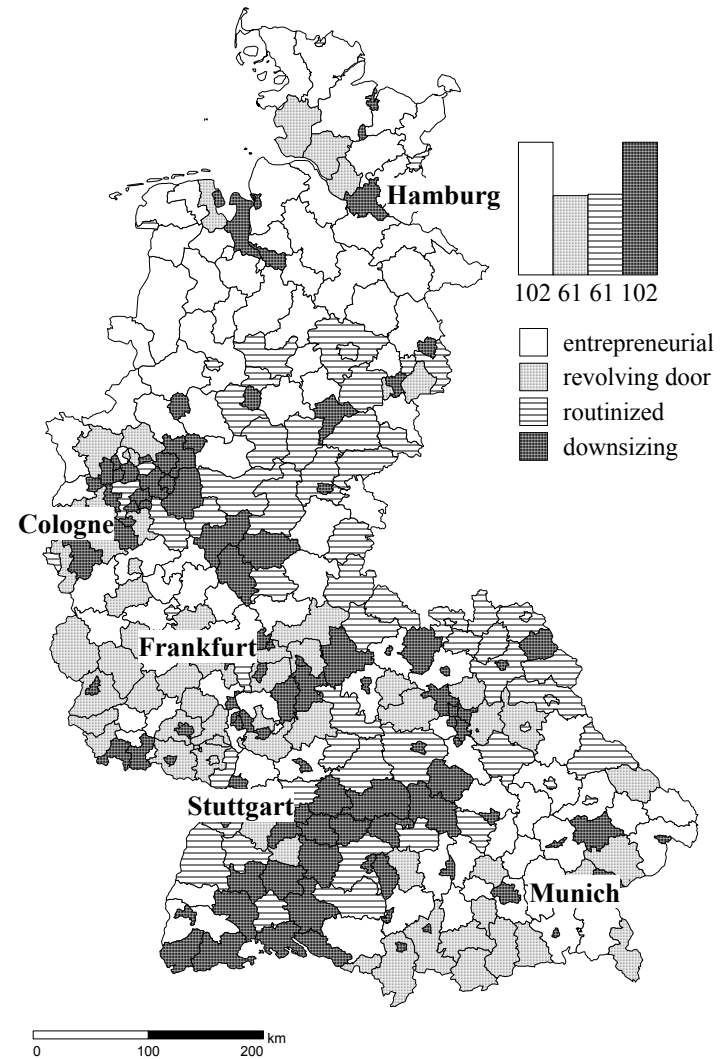 Hamburg
102 61 61 102
entrepreneurial
revolving door
routinized
downsizing
Cologne
Frankfurt
Stuttgart
Munich
km
0 100 200